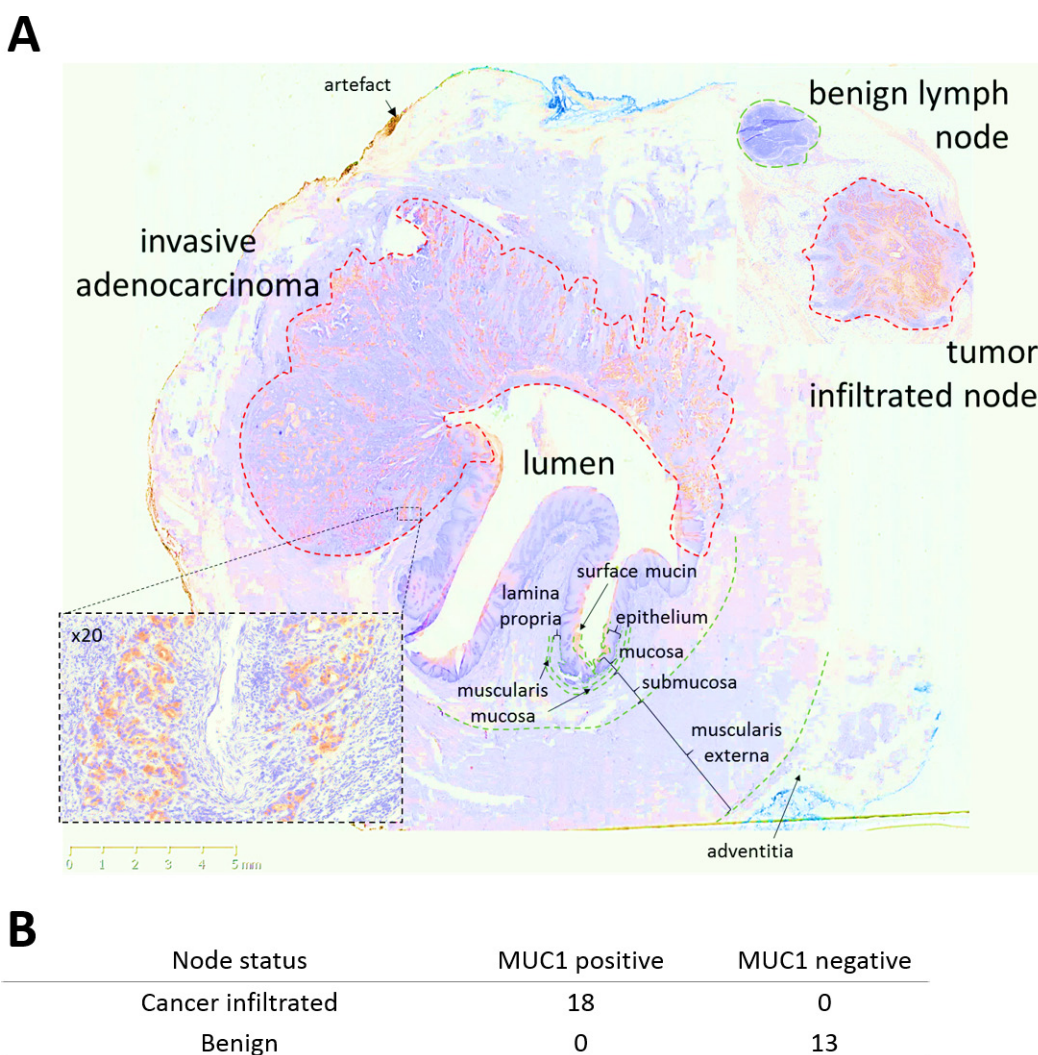 A
artefact
benign lymph
node
invasive
adenocarcinoma
tumor
infiltrated node
lumen
surface mucin
lamina
propria
epithelium
mucosa
submucosa
muscularis
mucosa
muscularis
externa
adventitia
x20
0 1 2 3 4 5 mm
B
Node status MUC1 positive MUC1 negative
Cancer infiltrated 18 0
Benign 0 13